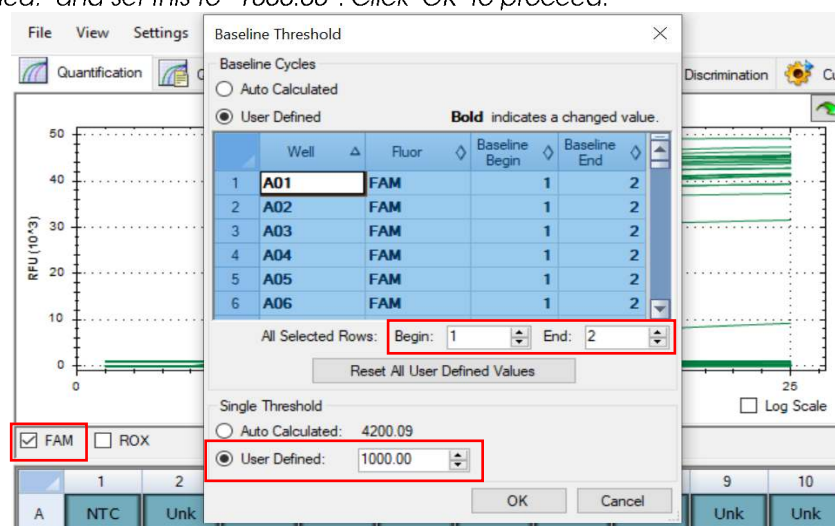 and set this to "1000.00". Click "OK" to proceed.
File View Settings Baseline Threshold
Quantification Discrimination
Baseline Cycles
Auto Calculated
User Defined Bold indicates a changed value.
Well Fluor Baseline Begin Baseline End
1 A01 FAM 1 2
2 A02 FAM 1 2
3 A03 FAM 1 2
4 A04 FAM 1 2
5 A05 FAM 1 2
6 A06 FAM 1 2
All Selected Rows: Begin: 1 End: 2
Reset All User Defined Values
Single Threshold
Auto Calculated: 4200.09
User Defined: 1000.00
OK Cancel
RFU (10^3)
50
40
30
20
10
0
0 25
Log Scale
FAM ROX
1 2 9 10
A NTC Unk Unk Unk